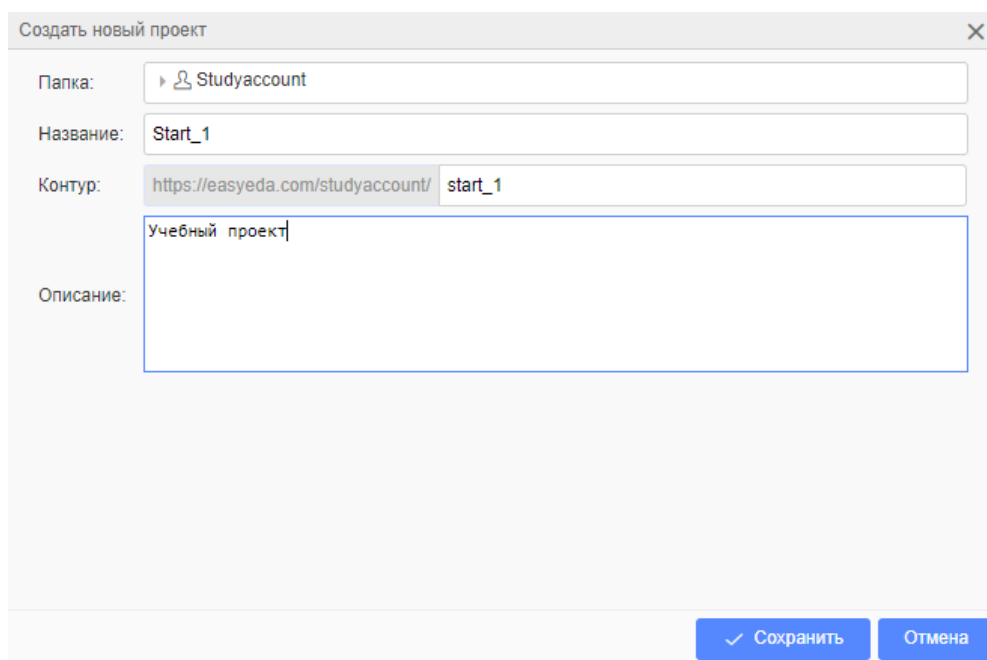 Создать новый проект
Папка: Studyaccount
Название: Start_1
Контур: https://easyeda.com/studyaccount/ start_1
Учебный проект
Описание:
Сохранить Отмена